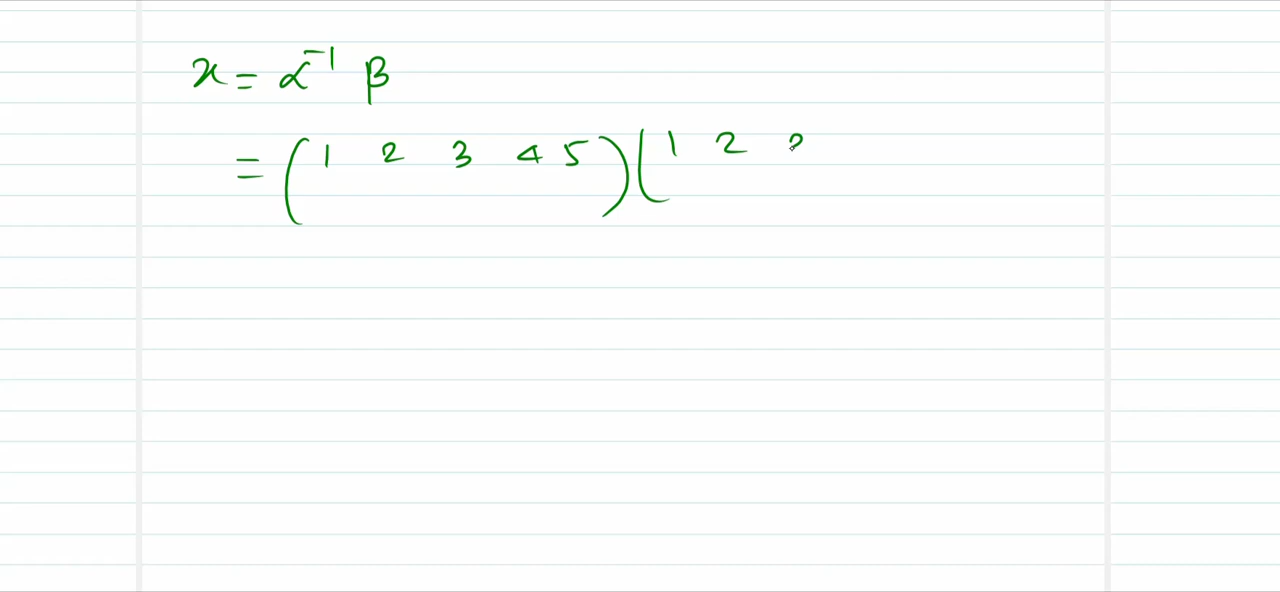 x = α⁻¹ β
= ( 1 2 3 4 5 ) ( 1 2